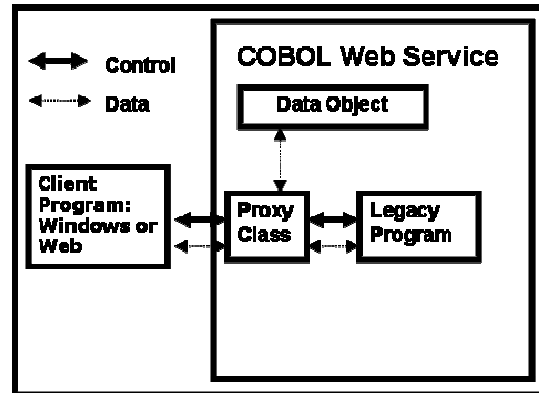 Control
Data
COBOL Web Service
Data Object
Client
Program:
Windows or
Web
Proxy
Class
Legacy
Program